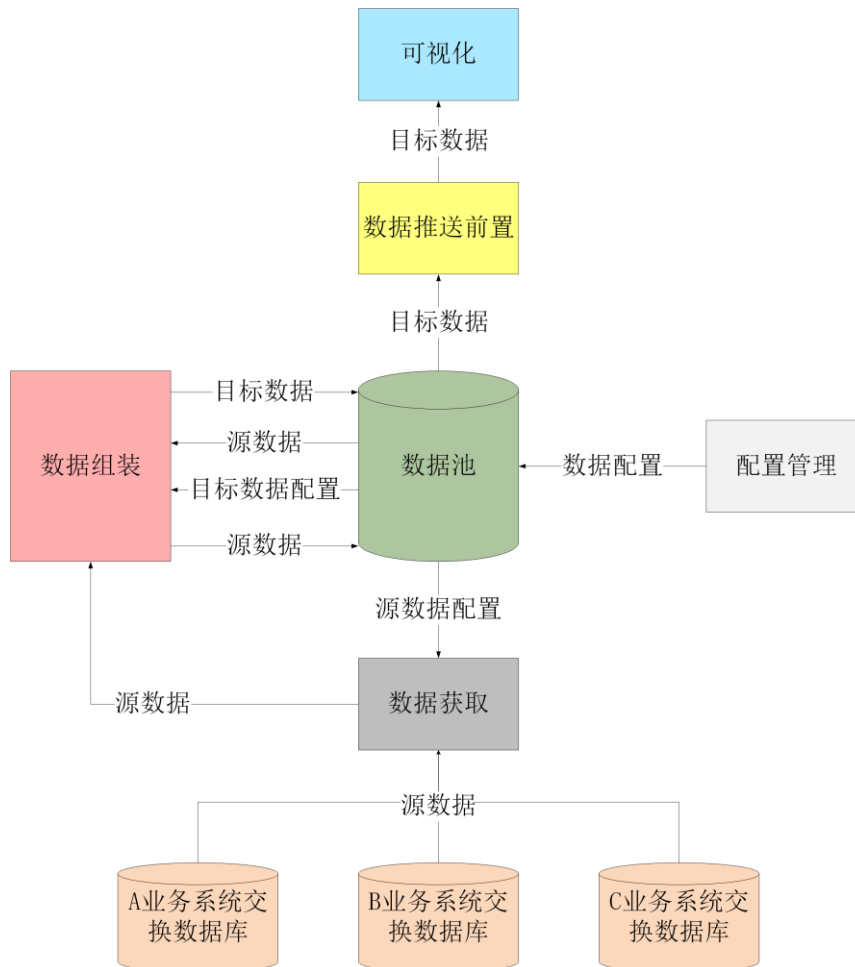 可视化
目标数据
数据推送前置
目标数据
目标数据
源数据
数据组装
数据池
数据配置
配置管理
目标数据配置
源数据
源数据配置
源数据
数据获取
源数据
A业务系统交
换数据库
B业务系统交
换数据库
C业务系统交
换数据库